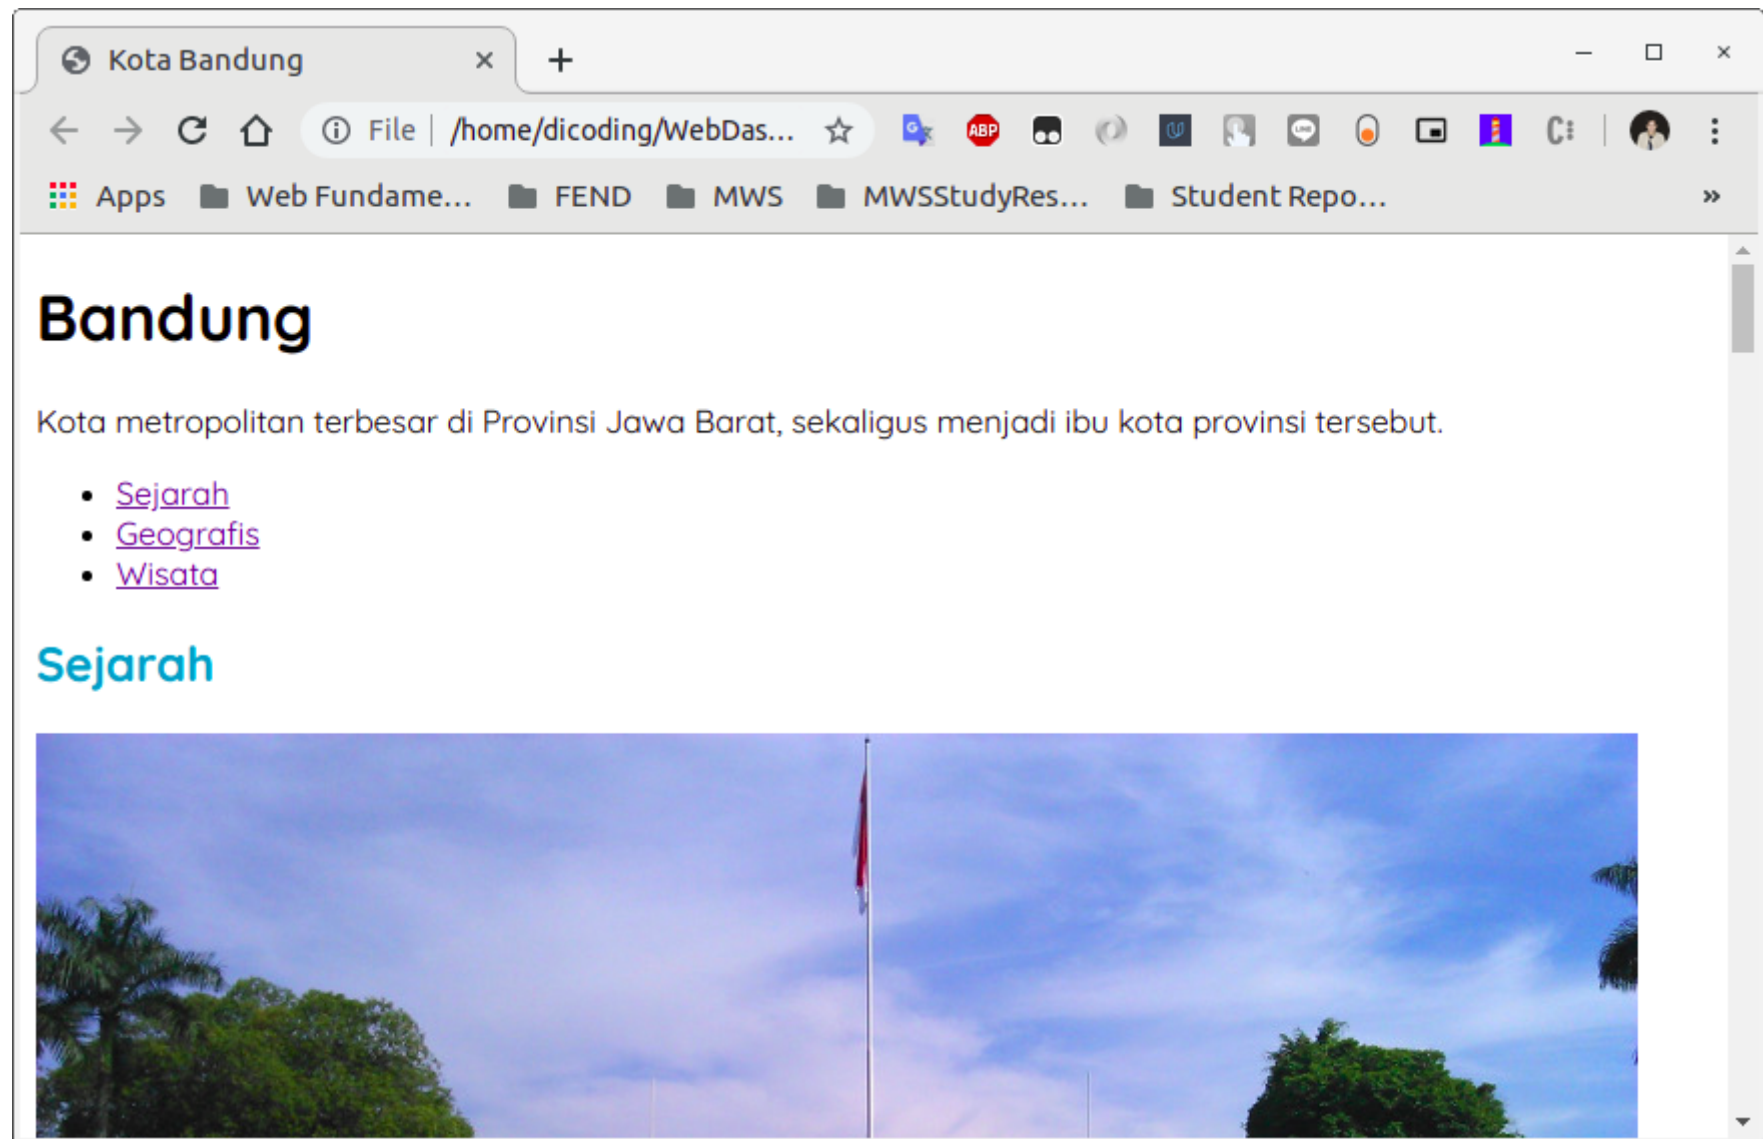 Kota Bandung
File /home/dicoding/WebDas...
ABP
Apps Web Fundame... FEND MWS MWSStudyRes... Student Repo...
Bandung
Kota metropolitan terbesar di Provinsi Jawa Barat, sekaligus menjadi ibu kota provinsi tersebut.
Sejarah
Geografis
Wisata
Sejarah